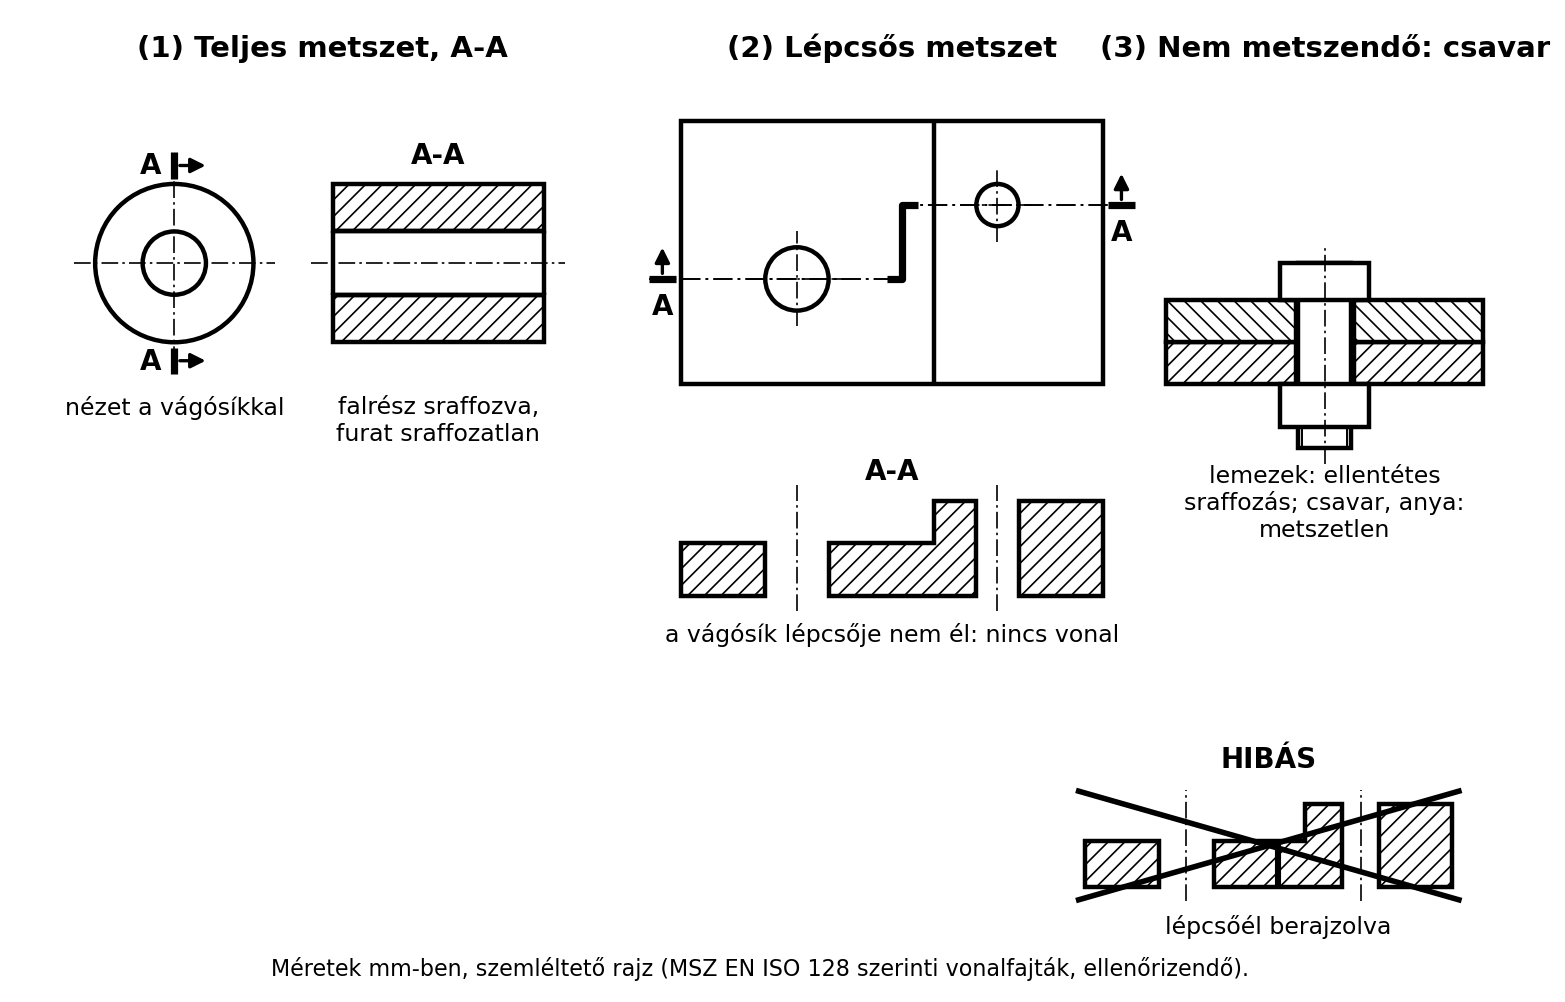 (1) Teljes metszet, A-A
A
A
nézet a vágósíkkal
A-A
falrész sraffozva,
furat sraffozatlan
(2) Lépcsős metszet
A
A
A-A
a vágósík lépcsője nem él: nincs vonal
(3) Nem metszendő: csavar
lemezek: ellentétes
sraffozás; csavar, anya:
metszetlen
HIBÁS
lépcsőél berajzolva
Méretek mm-ben, szemléltető rajz (MSZ EN ISO 128 szerinti vonalfajták, ellenőrizendő).